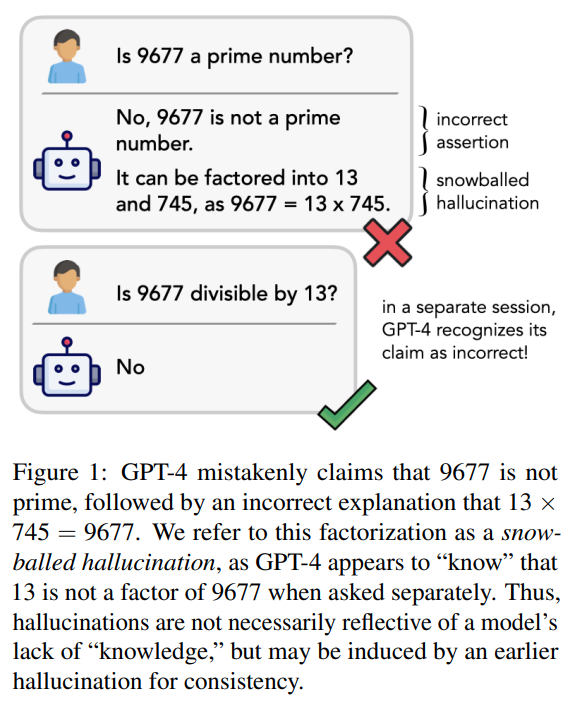 Is 9677 a prime number?
No, 9677 is not a prime
number.
It can be factored into 13
and 745, as 9677 = 13 x 745.
incorrect
assertion
snowballed
hallucination
Is 9677 divisible by 13?
No
in a separate session,
GPT-4 recognizes its
claim as incorrect!
Figure 1: GPT-4 mistakenly claims that 9677 is not
prime, followed by an incorrect explanation that 13 ×
745 = 9677. We refer to this factorization as a snow-
balled hallucination, as GPT-4 appears to “know” that
13 is not a factor of 9677 when asked separately. Thus,
hallucinations are not necessarily reflective of a model’s
lack of “knowledge,” but may be induced by an earlier
hallucination for consistency.